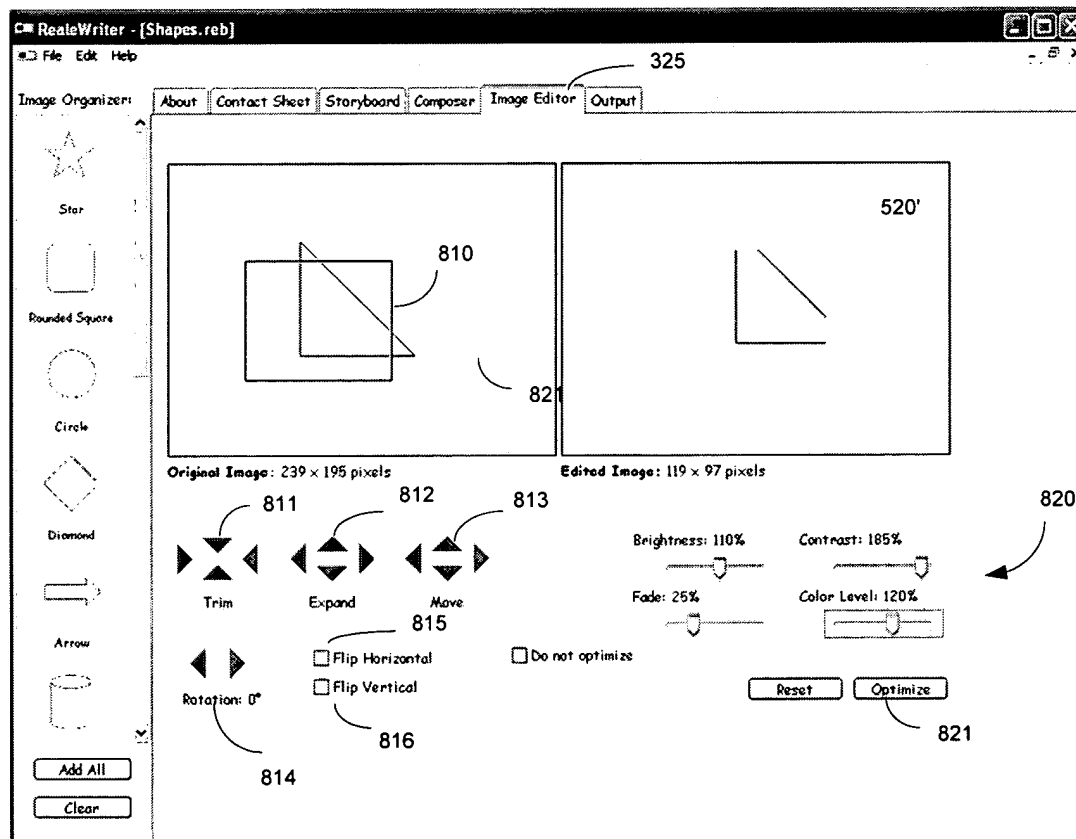 RealeWriter - [Shapes.reb]
File Edit Help
325
Image Organizer:
About Contact Sheet Storyboard Composer Image Editor Output
Star
Rounded Square
Circle
Diamond
Arrow
Add All
Clear
810
821
520'
Original Image: 239 x 195 pixels
Edited Image: 119 x 97 pixels
811
812
813
820
Trim
Expand
Move
Brightness: 110%
Contrast: 185%
Fade: 25%
Color Level: 120%
815
Flip Horizontal
Do not optimize
Flip Vertical
Rotation: 0°
Reset
Optimize
816
821
814